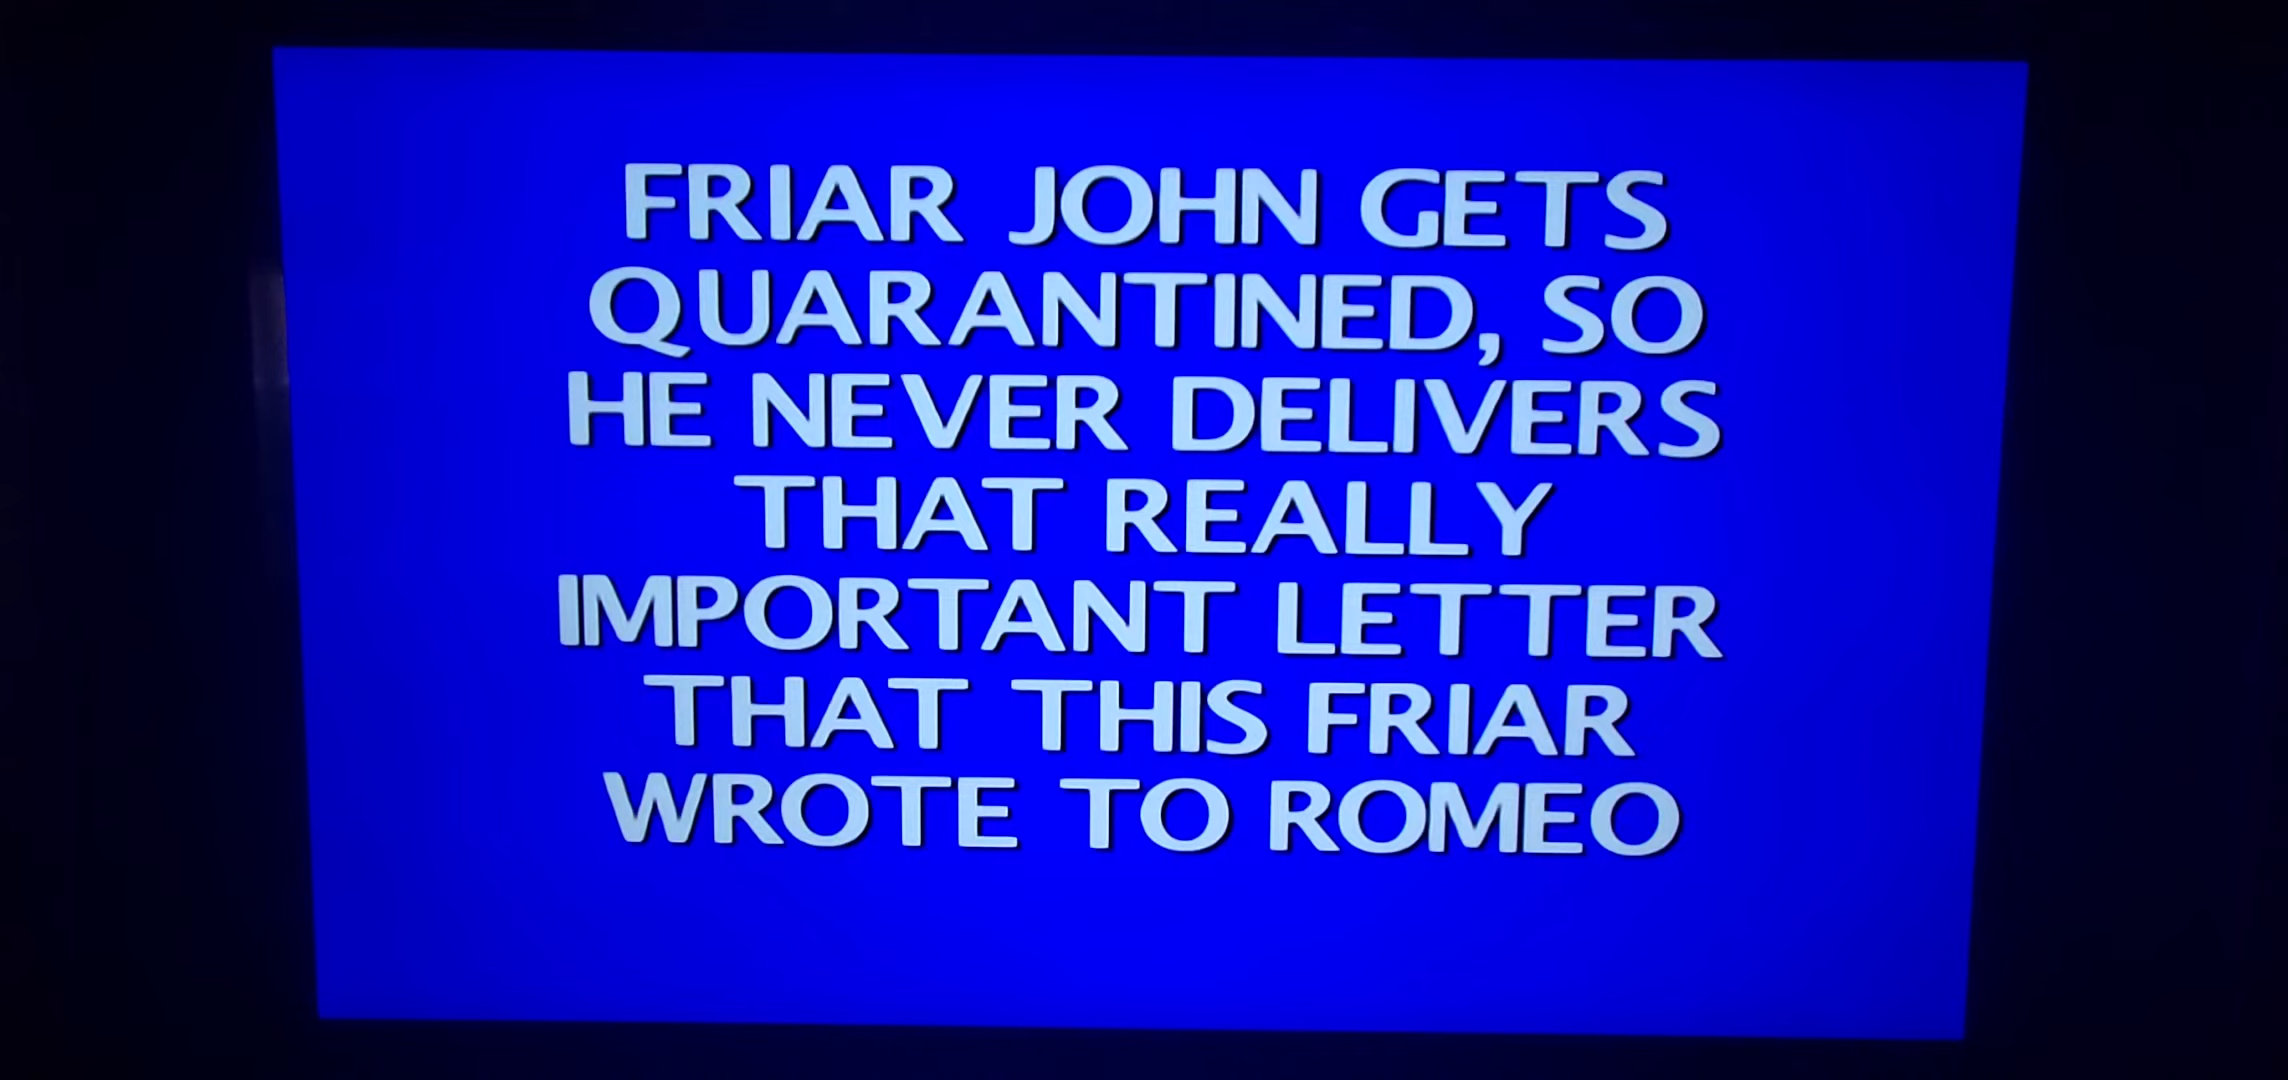 FRIAR JOHN GETS
QUARANTINED, SO
HE NEVER DELIVERS
THAT REALLY
IMPORTANT LETTER
THAT THIS FRIAR
WROTE TO ROMEO